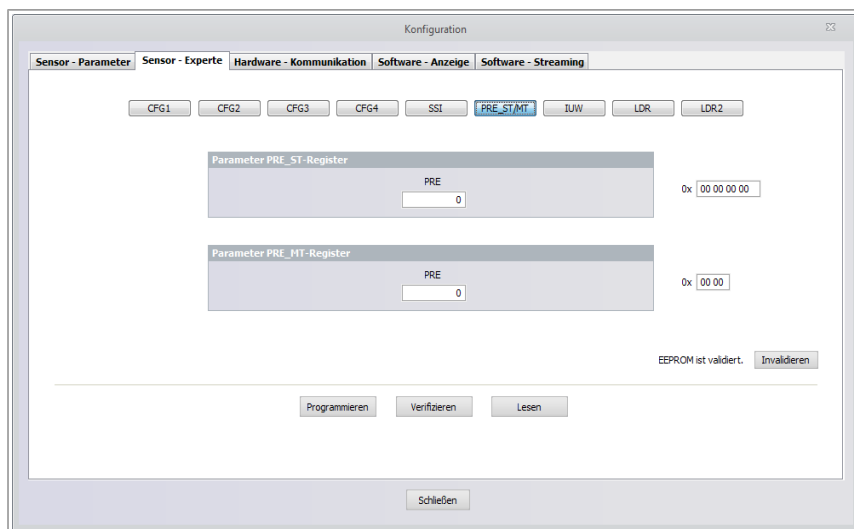 Konfiguration
Sensor - Parameter Sensor - Experte Hardware - Kommunikation Software - Anzeige Software - Streaming
CFG1 CFG2 CFG3 CFG4 SSI PRE_ST/MT IUW LDR LDR2
Parameter PRE_ST-Register
PRE
0
0x 00 00 00 00
Parameter PRE_MT-Register
PRE
0
0x 00 00
EEPROM ist validiert. Invalidieren
Programmieren Verifizieren Lesen
Schließen